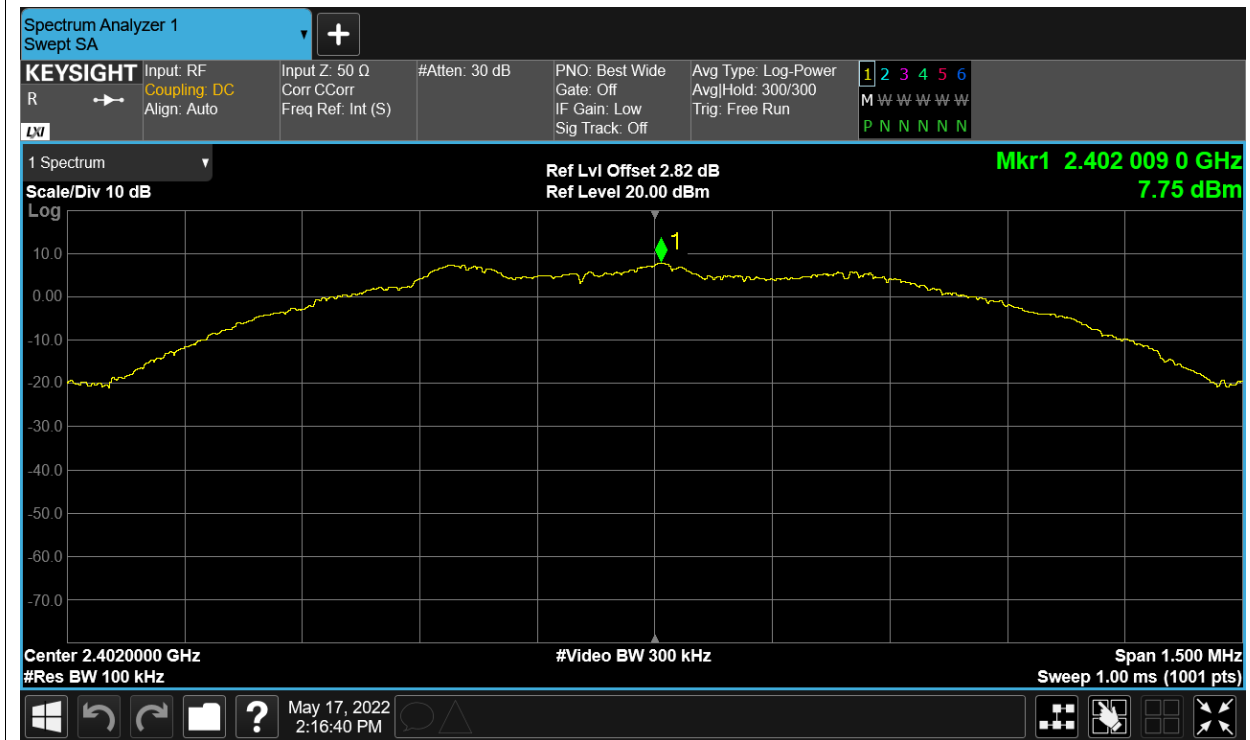 Spectrum Analyzer 1
Swept SA
KEYSIGHT
R
LXI
Input: RF
Coupling: DC
Align: Auto
Input Z: 50 Ω
Corr CCorr
Freq Ref: Int (S)
#Atten: 30 dB
PNO: Best Wide
Gate: Off
IF Gain: Low
Sig Track: Off
Avg Type: Log-Power
Avg|Hold: 300/300
Trig: Free Run
1 2 3 4 5 6
M W W W W W
P N N N N N
1 Spectrum
Scale/Div 10 dB
Ref Lvl Offset 2.82 dB
Ref Level 20.00 dBm
Mkr1 2.402 009 0 GHz
7.75 dBm
Log
1
10.0
0.00
-10.0
-20.0
-30.0
-40.0
-50.0
-60.0
-70.0
Center 2.4020000 GHz
#Res BW 100 kHz
#Video BW 300 kHz
Span 1.500 MHz
Sweep 1.00 ms (1001 pts)
?
May 17, 2022
2:16:40 PM